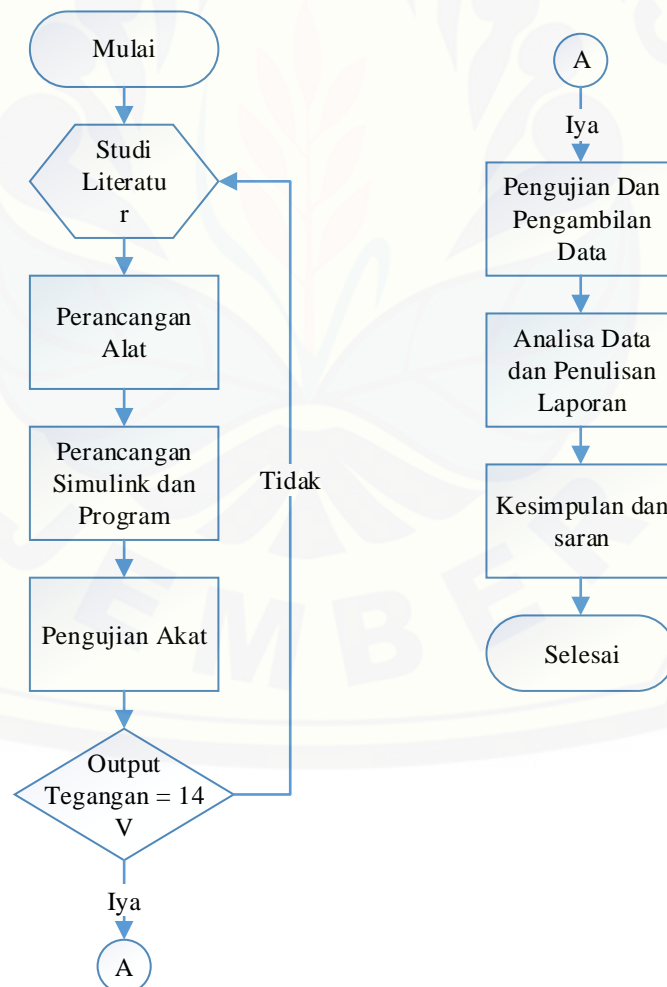 Mulai
Studi
Literatu
r
Perancangan
Alat
Perancangan
Simulink dan
Program
Tidak
Pengujian Akat
Output
Tegangan = 14
V
Iya
A
A
Iya
Pengujian Dan
Pengambilan
Data
Analisa Data
dan Penulisan
Laporan
Kesimpulan dan
saran
Selesai
JEMBER